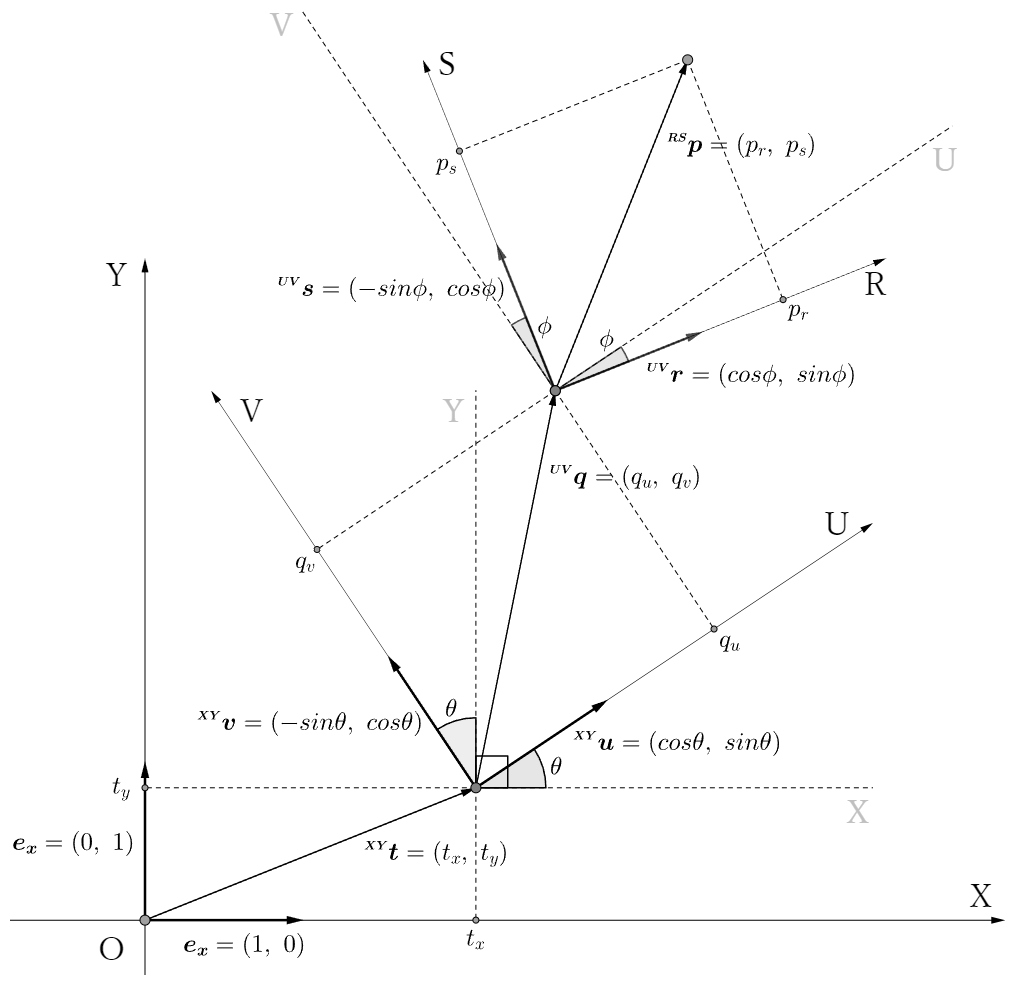 V
S
U
p_s
^{RS}p = (p_r, p_s)
Y
^{UV}s = (-sinϕ, cosϕ)
R
p_r
ϕ
ϕ
^{UV}r = (cosϕ, sinϕ)
V
Y
^{UV}q = (q_u, q_v)
U
q_v
q_u
^{XY}v = (-sinθ, cosθ)
θ
^{XY}u = (cosθ, sinθ)
θ
t_y
X
e_x = (0, 1)
^{XY}t = (t_x, t_y)
X
O
e_x = (1, 0)
t_x